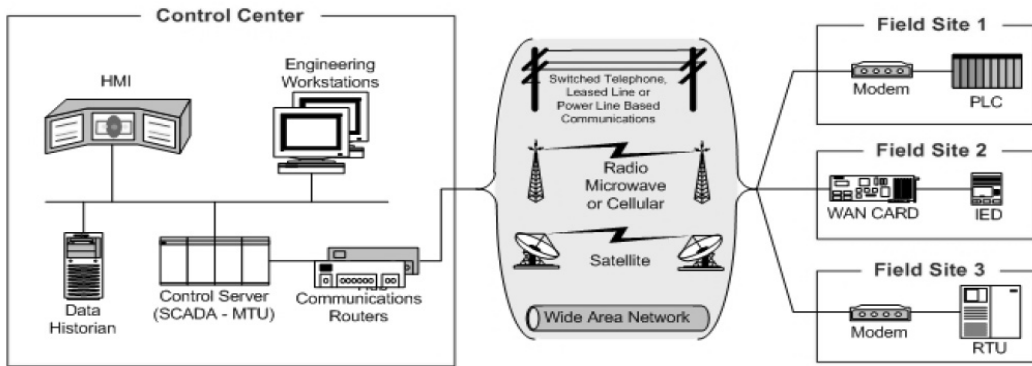 Control Center
HMI
Engineering
Workstations
Data
Historian
Control Server
(SCADA - MTU)
Communications
Routers
Switched Telephone,
Leased Line or
Power Line Based
Communications
Radio
Microwave
or Cellular
Satellite
Wide Area Network
Field Site 1
Modem
PLC
Field Site 2
WAN CARD
IED
Field Site 3
Modem
RTU